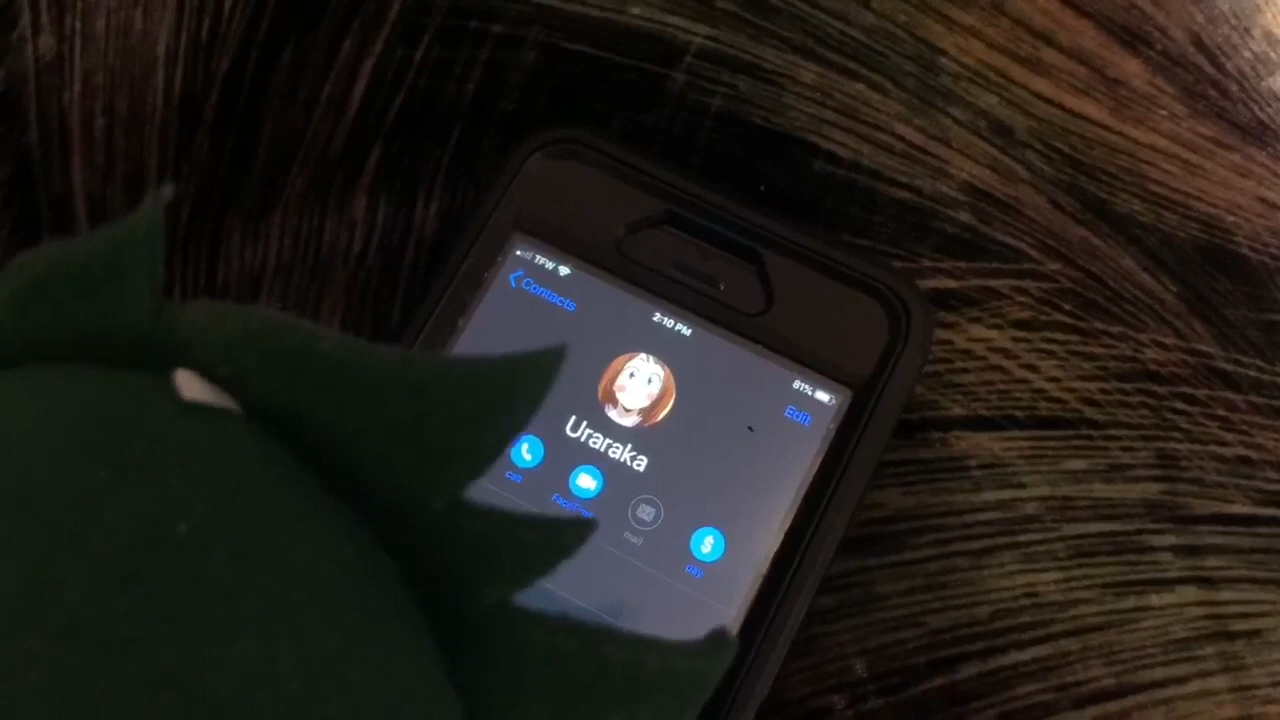 TFW
Contacts
2:10 PM
81%
Edit
Uraraka
call
FaceTime
mail
pay